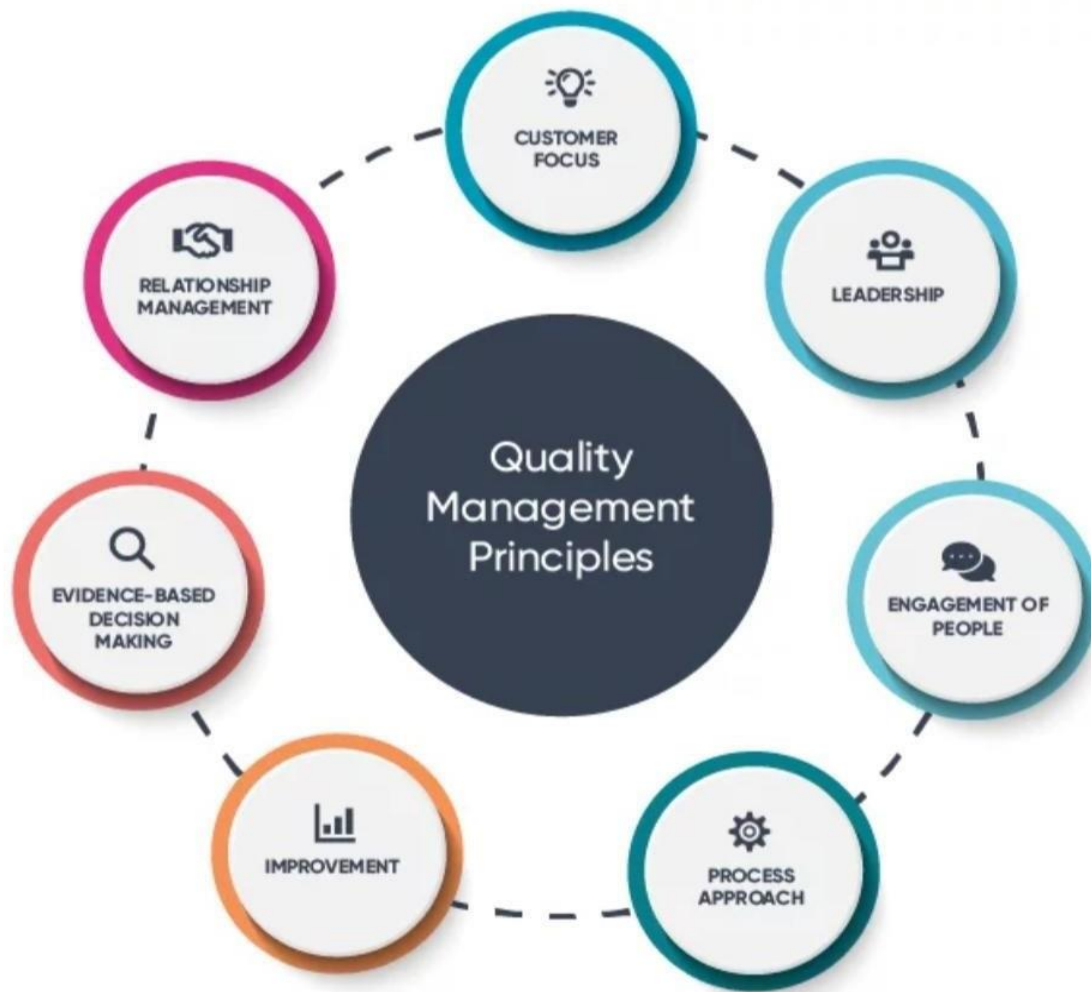 CUSTOMER
FOCUS
LEADERSHIP
ENGAGEMENT OF
PEOPLE
PROCESS
APPROACH
IMPROVEMENT
EVIDENCE-BASED
DECISION
MAKING
RELATIONSHIP
MANAGEMENT
Quality
Management
Principles